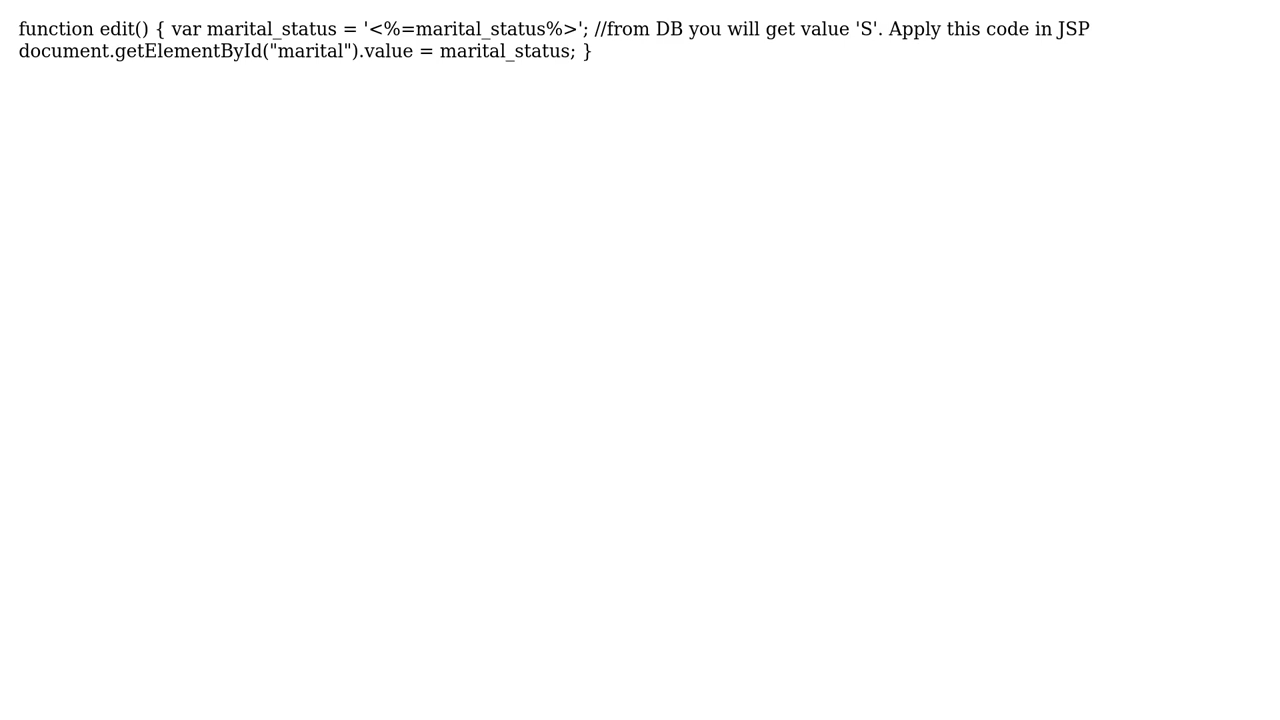 function edit() { var marital_status = '<%=marital_status%>'; //from DB you will get value 'S'. Apply this code in JSP
document.getElementById("marital").value = marital_status; }